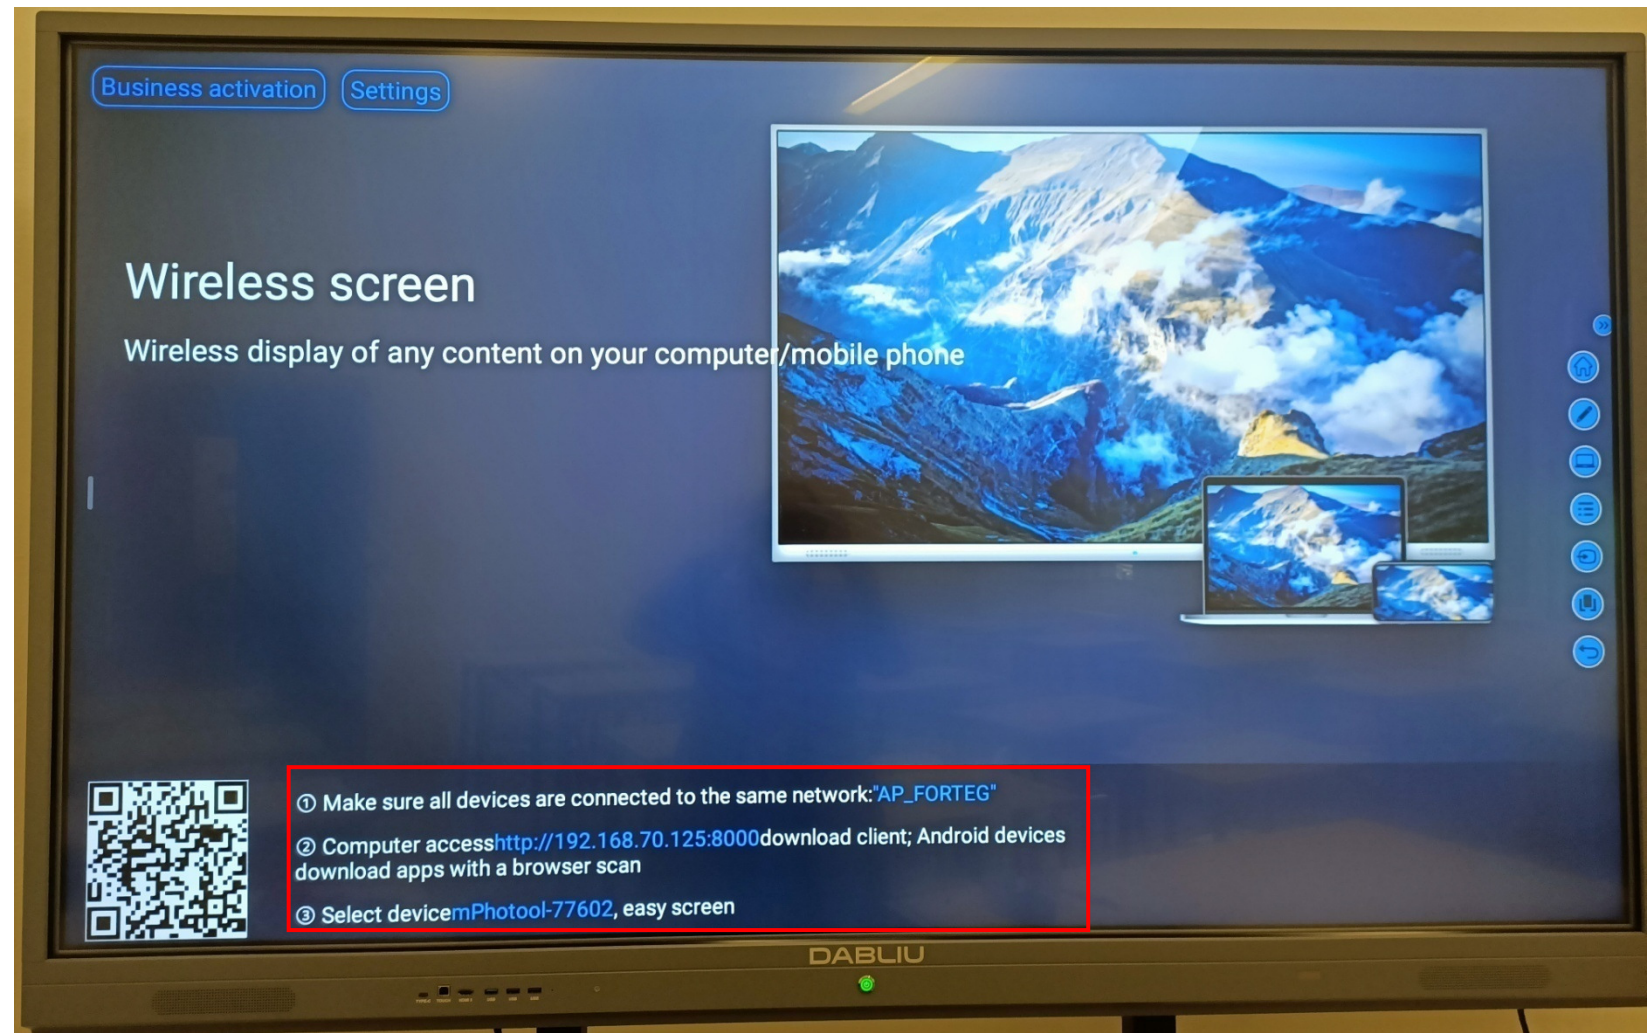 Business activation
Settings
Wireless screen
Wireless display of any content on your computer/mobile phone
① Make sure all devices are connected to the same network:"AP_FORTEG"
② Computer accesshttp://192.168.70.125:8000download client; Android devices
download apps with a browser scan
③ Select devicemPhotool-77602, easy screen
DABLIU